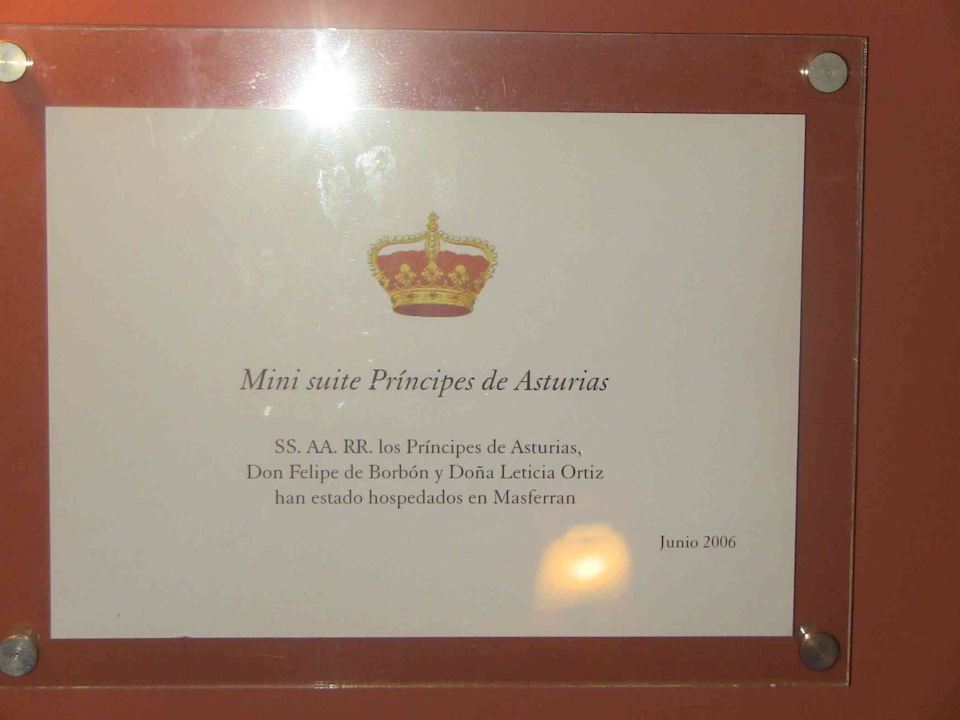 Mini suite Príncipes de Asturias
SS. AA. RR. los Príncipes de Asturias,
Don Felipe de Borbón y Doña Leticia Ortiz
han estado hospedados en Masferran
Junio 2006